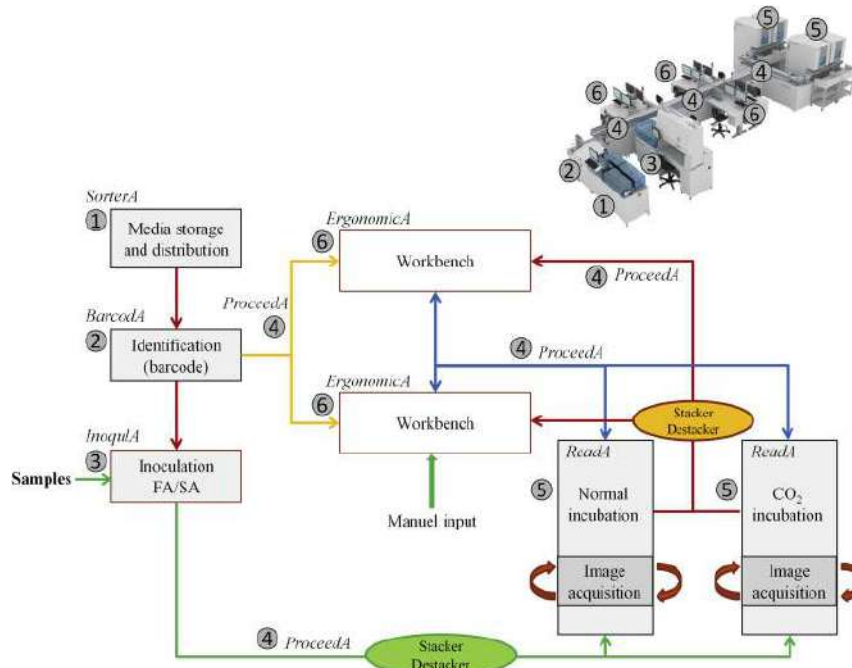 5
5
6
4
6
4
6
4
2
3
1
SorterA
1
Media storage
and distribution
ErgonomicA
6
Workbench
4
ProceedA
ProceedA
4
BarcodA
2
Identification
(barcode)
4
ProceedA
ErgonomicA
6
Workbench
Stacker
Destacker
InoqulA
3
Samples
Inoculation
FA/SA
Manuel input
ReadA
5
Normal
incubation
Image
acquisition
ReadA
5
CO2
incubation
Image
acquisition
4
ProceedA
Stacker
Destacker